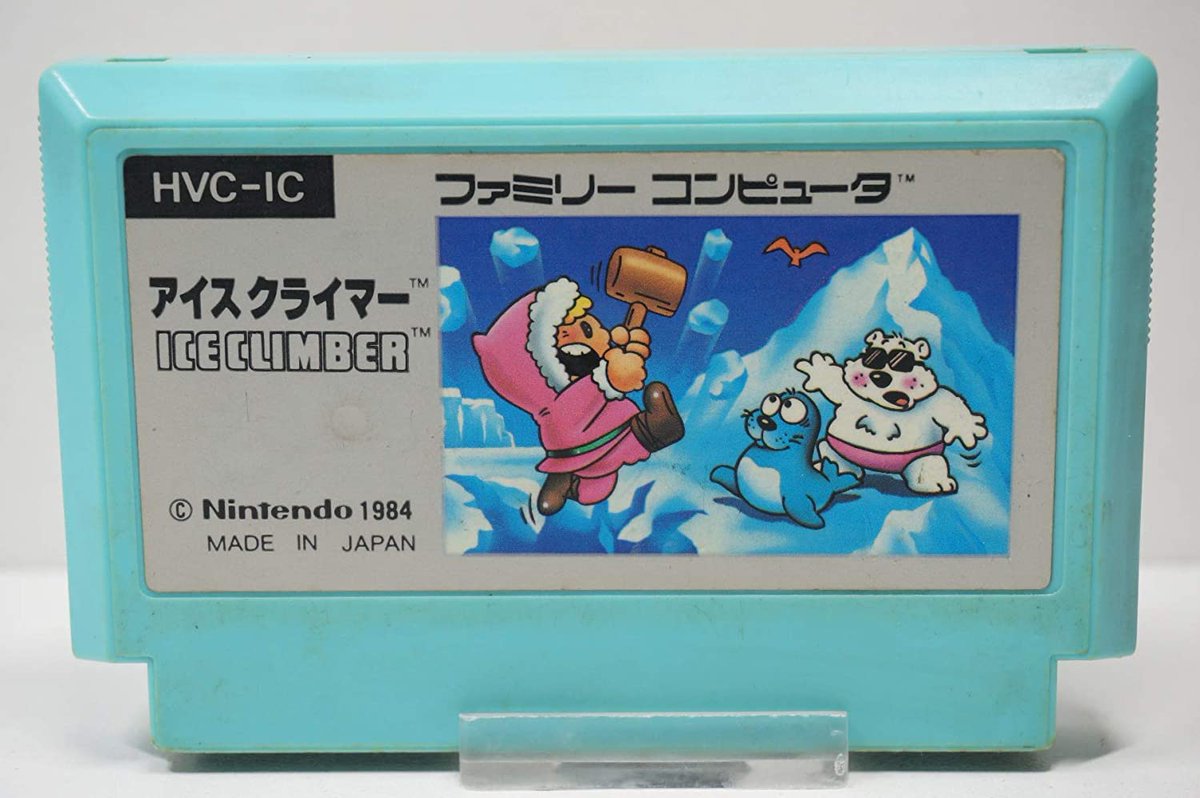 HVC-IC
ファミリー コンピュータ™
アイスクライマー™
ICE CLIMBER™
© Nintendo 1984
MADE IN JAPAN